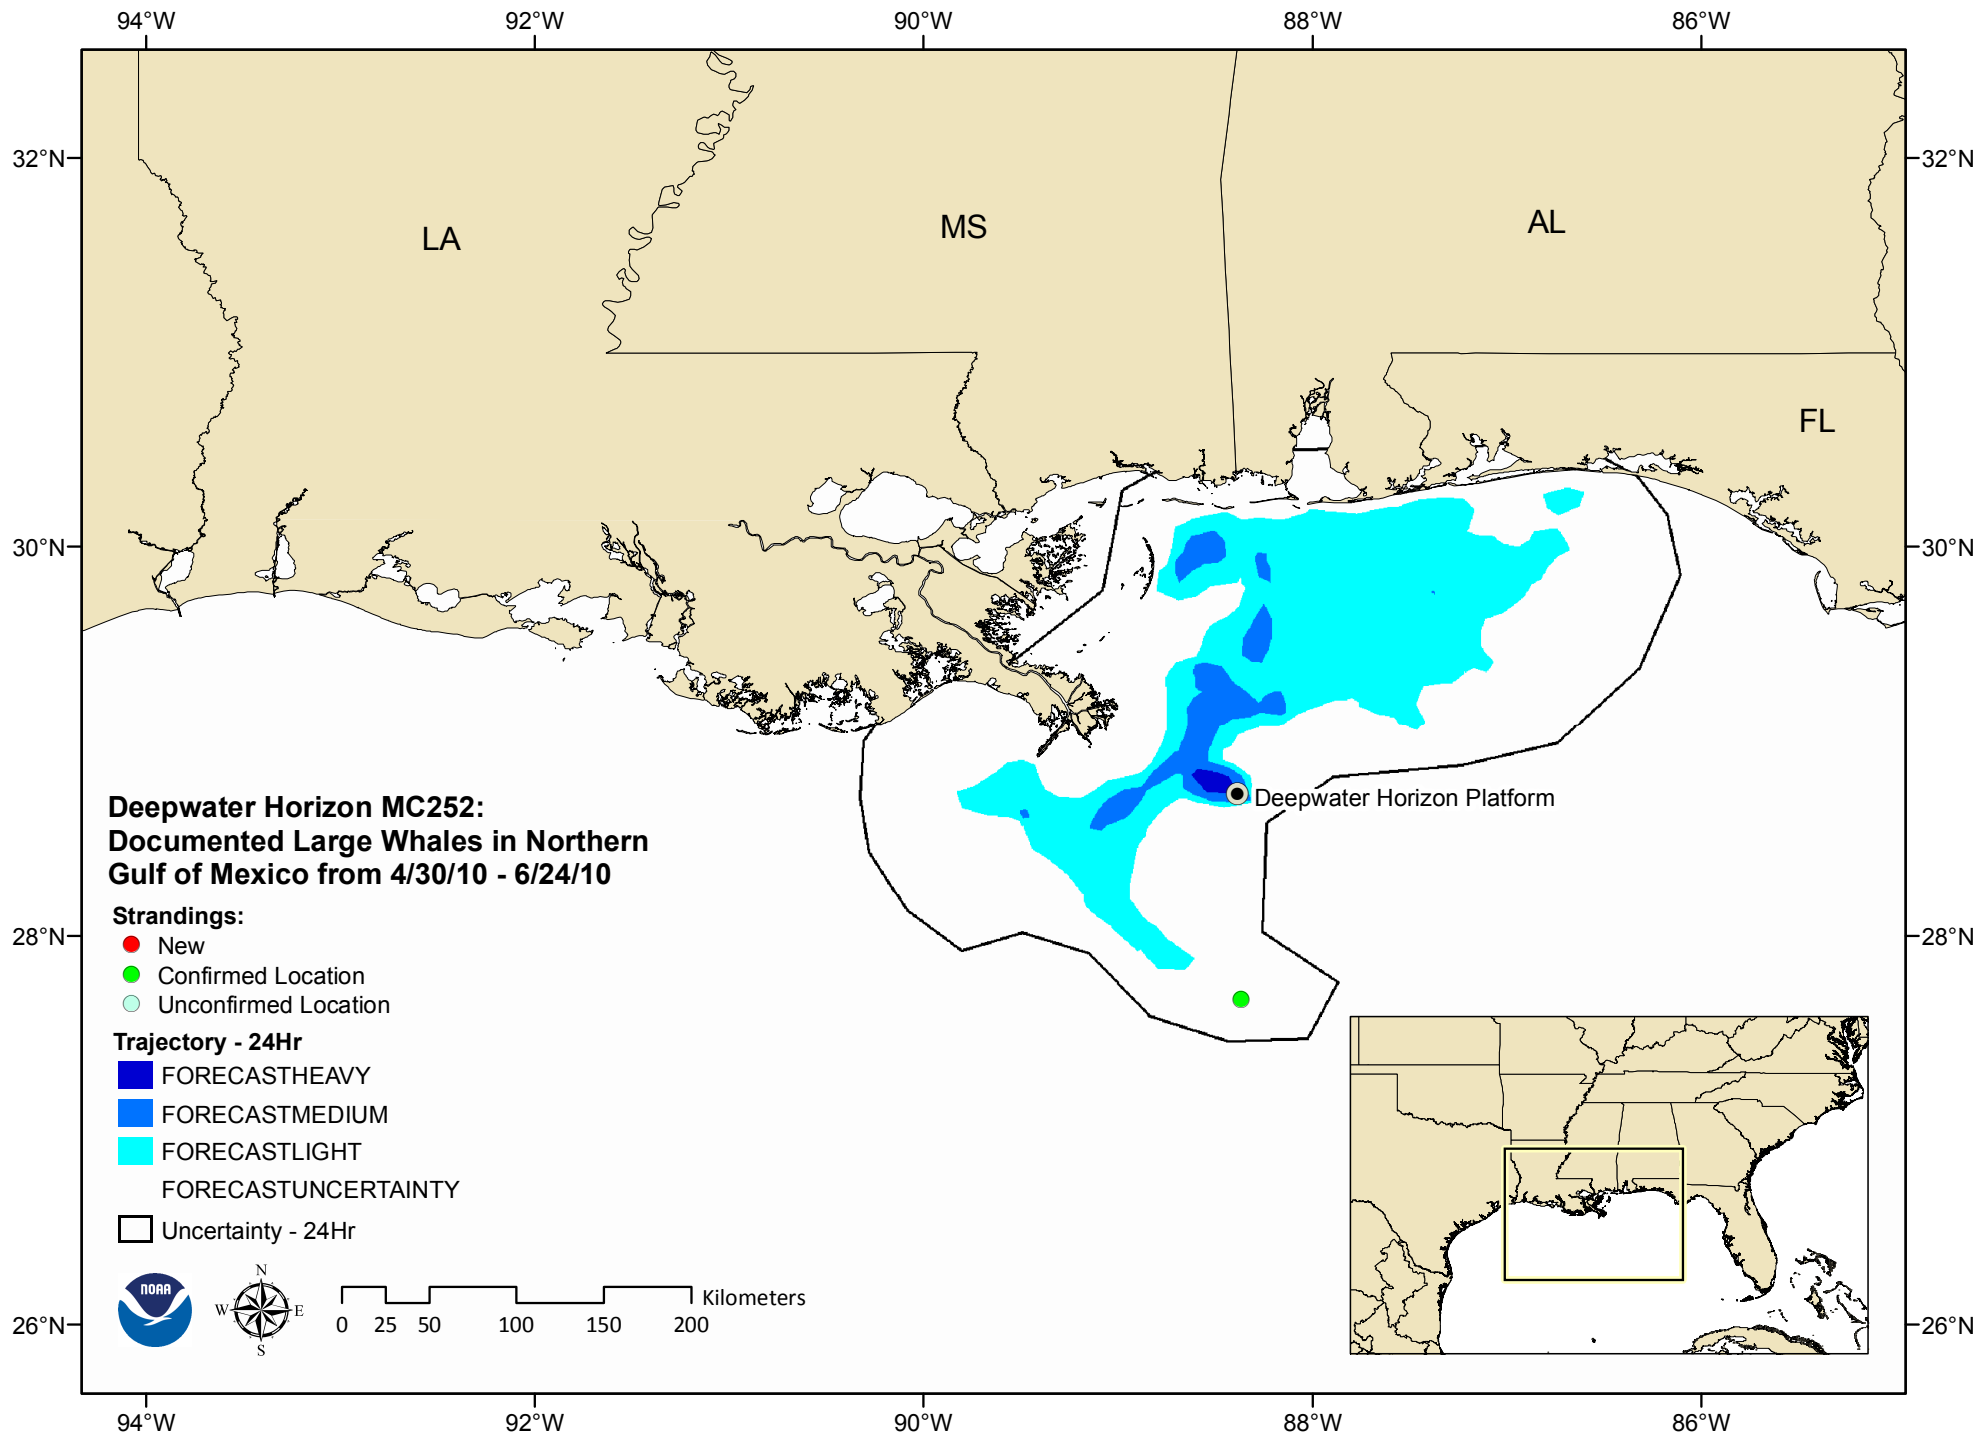 94°W 92°W 90°W 88°W 86°W
32°N 32°N
LA MS AL
FL
30°N 30°N
Deepwater Horizon Platform
Deepwater Horizon MC252:
Documented Large Whales in Northern
Gulf of Mexico from 4/30/10 - 6/24/10
Strandings:
New
28°N 28°N
Confirmed Location
Unconfirmed Location
Trajectory - 24Hr
FORECASTHEAVY
FORECASTMEDIUM
FORECASTLIGHT
FORECASTUNCERTAINTY
Uncertainty - 24Hr
NOAA
N
W E
S
Kilometers
0 25 50 100 150 200
26°N 26°N
94°W 92°W 90°W 88°W 86°W